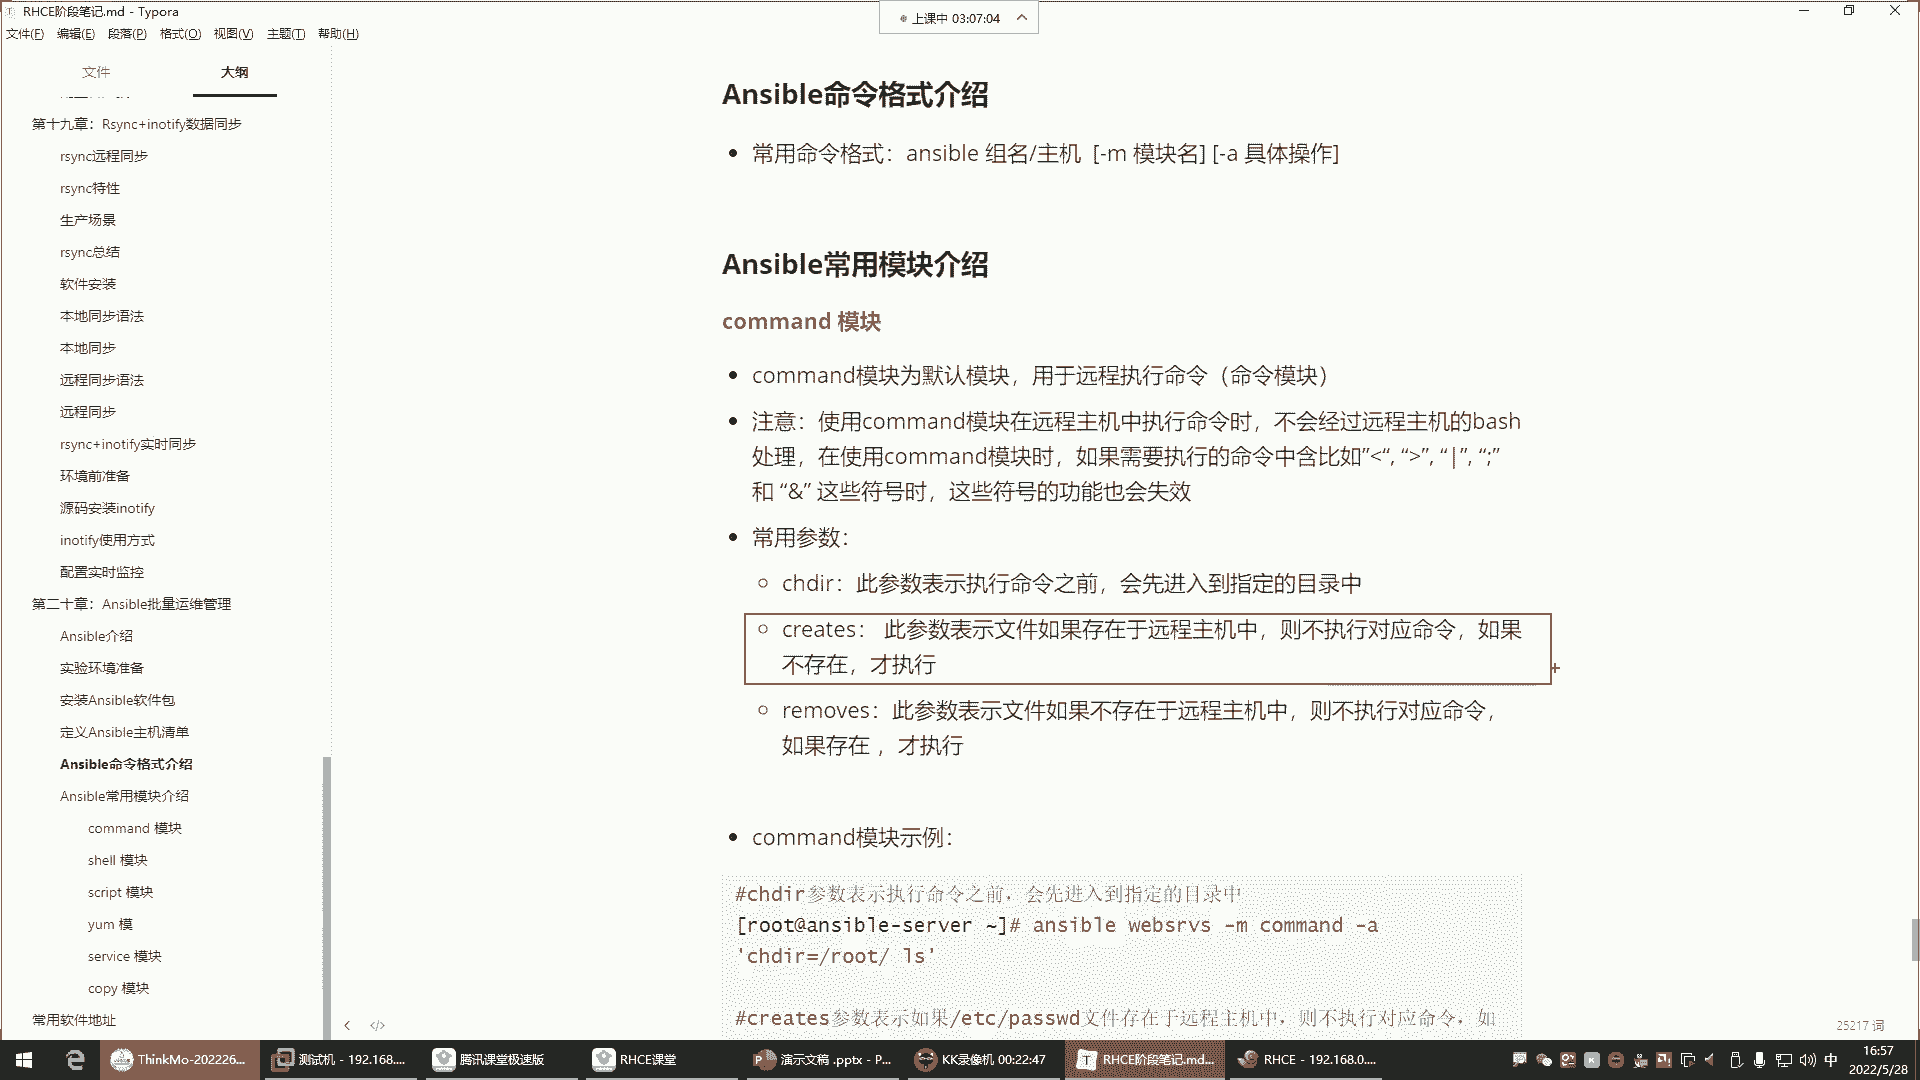 RHCE阶段笔记.md - Typora
上课中 03:07:04
文件(F) 编辑(E) 段落(P) 格式(O) 视图(V) 主题(T) 帮助(H)
文件 大纲
第十九章：Rsync+inotify数据同步
rsync远程同步
rsync特性
生产场景
rsync总结
软件安装
本地同步语法
本地同步
远程同步语法
远程同步
rsync+inotify实时同步
环境前准备
源码安装inotify
inotify使用方式
配置实时监控
第二十章：Ansible批量运维管理
Ansible介绍
实验环境准备
安装Ansible软件包
定义Ansible主机清单
Ansible命令格式介绍
Ansible常用模块介绍
command 模块
shell 模块
script 模块
yum 模
service 模块
copy 模块
常用软件地址
Ansible命令格式介绍
常用命令格式：ansible 组名/主机 [-m 模块名] [-a 具体操作]
Ansible常用模块介绍
command 模块
command模块为默认模块，用于远程执行命令（命令模块）
注意：使用command模块在远程主机中执行命令时，不会经过远程主机的bash
处理，在使用command模块时，如果需要执行的命令中含比如”<“, “>”, “|”, “;”
和 “&” 这些符号时，这些符号的功能也会失效
常用参数：
chdir：此参数表示执行命令之前，会先进入到指定的目录中
creates： 此参数表示文件如果存在于远程主机中，则不执行对应命令，如果
不存在，才执行
removes：此参数表示文件如果不存在于远程主机中，则不执行对应命令，
如果存在 ，才执行
command模块示例：
#chdir参数表示执行命令之前，会先进入到指定的目录中
[root@ansible-server ~]# ansible websrvs -m command -a
'chdir=/root/ ls'
#creates参数表示如果/etc/passwd文件存在于远程主机中，则不执行对应命令，如
25217 词
ThinkMo-202226... 测试机 - 192.168.... 腾讯课堂极速版 RHCE课堂 演示文稿 .pptx - P... KK录像机 00:22:47 RHCE阶段笔记.md... RHCE - 192.168.0.... 中 16:57
2022/5/28